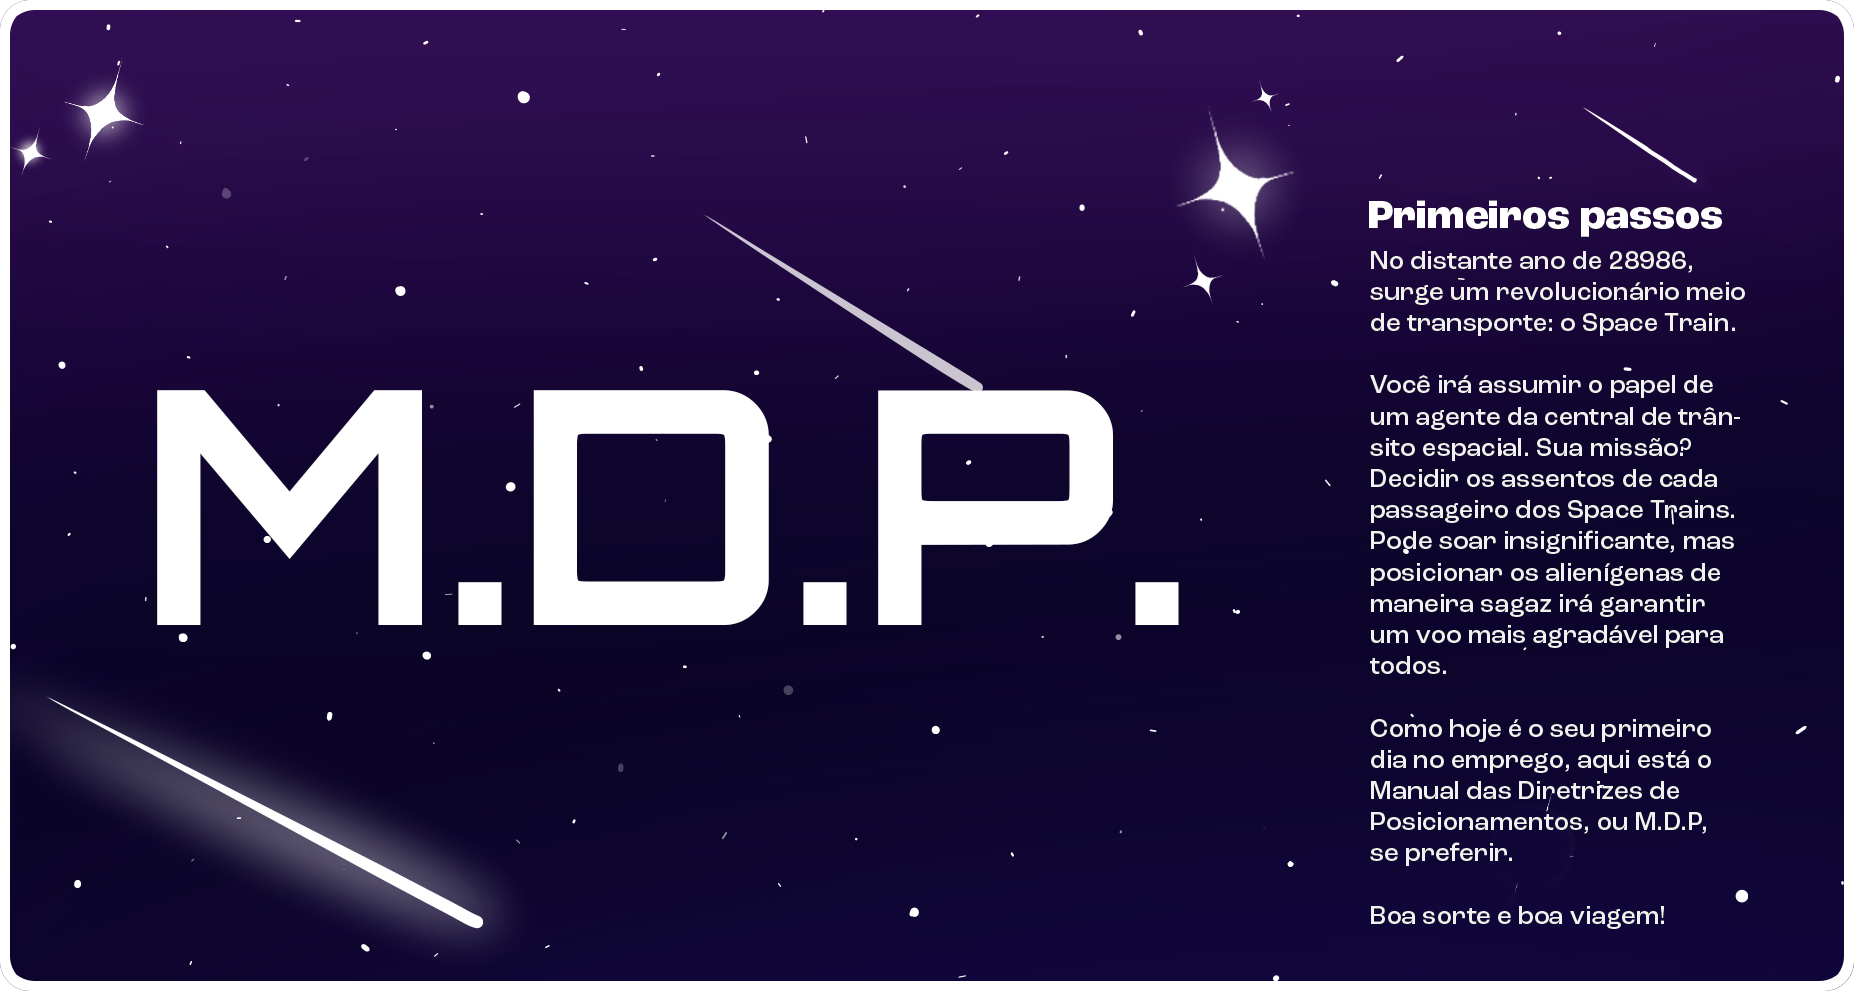 M.D.P.
Primeiros passos
No distante ano de 28986,
surge um revolucionário meio
de transporte: o Space Train.
Você irá assumir o papel de
um agente da central de trân-
sito espacial. Sua missão?
Decidir os assentos de cada
passageiro dos Space Trains.
Pode soar insignificante, mas
posicionar os alienígenas de
maneira sagaz irá garantir
um voo mais agradável para
todos.
Como hoje é o seu primeiro
dia no emprego, aqui está o
Manual das Diretrizes de
Posicionamentos, ou M.D.P,
se preferir.
Boa sorte e boa viagem!